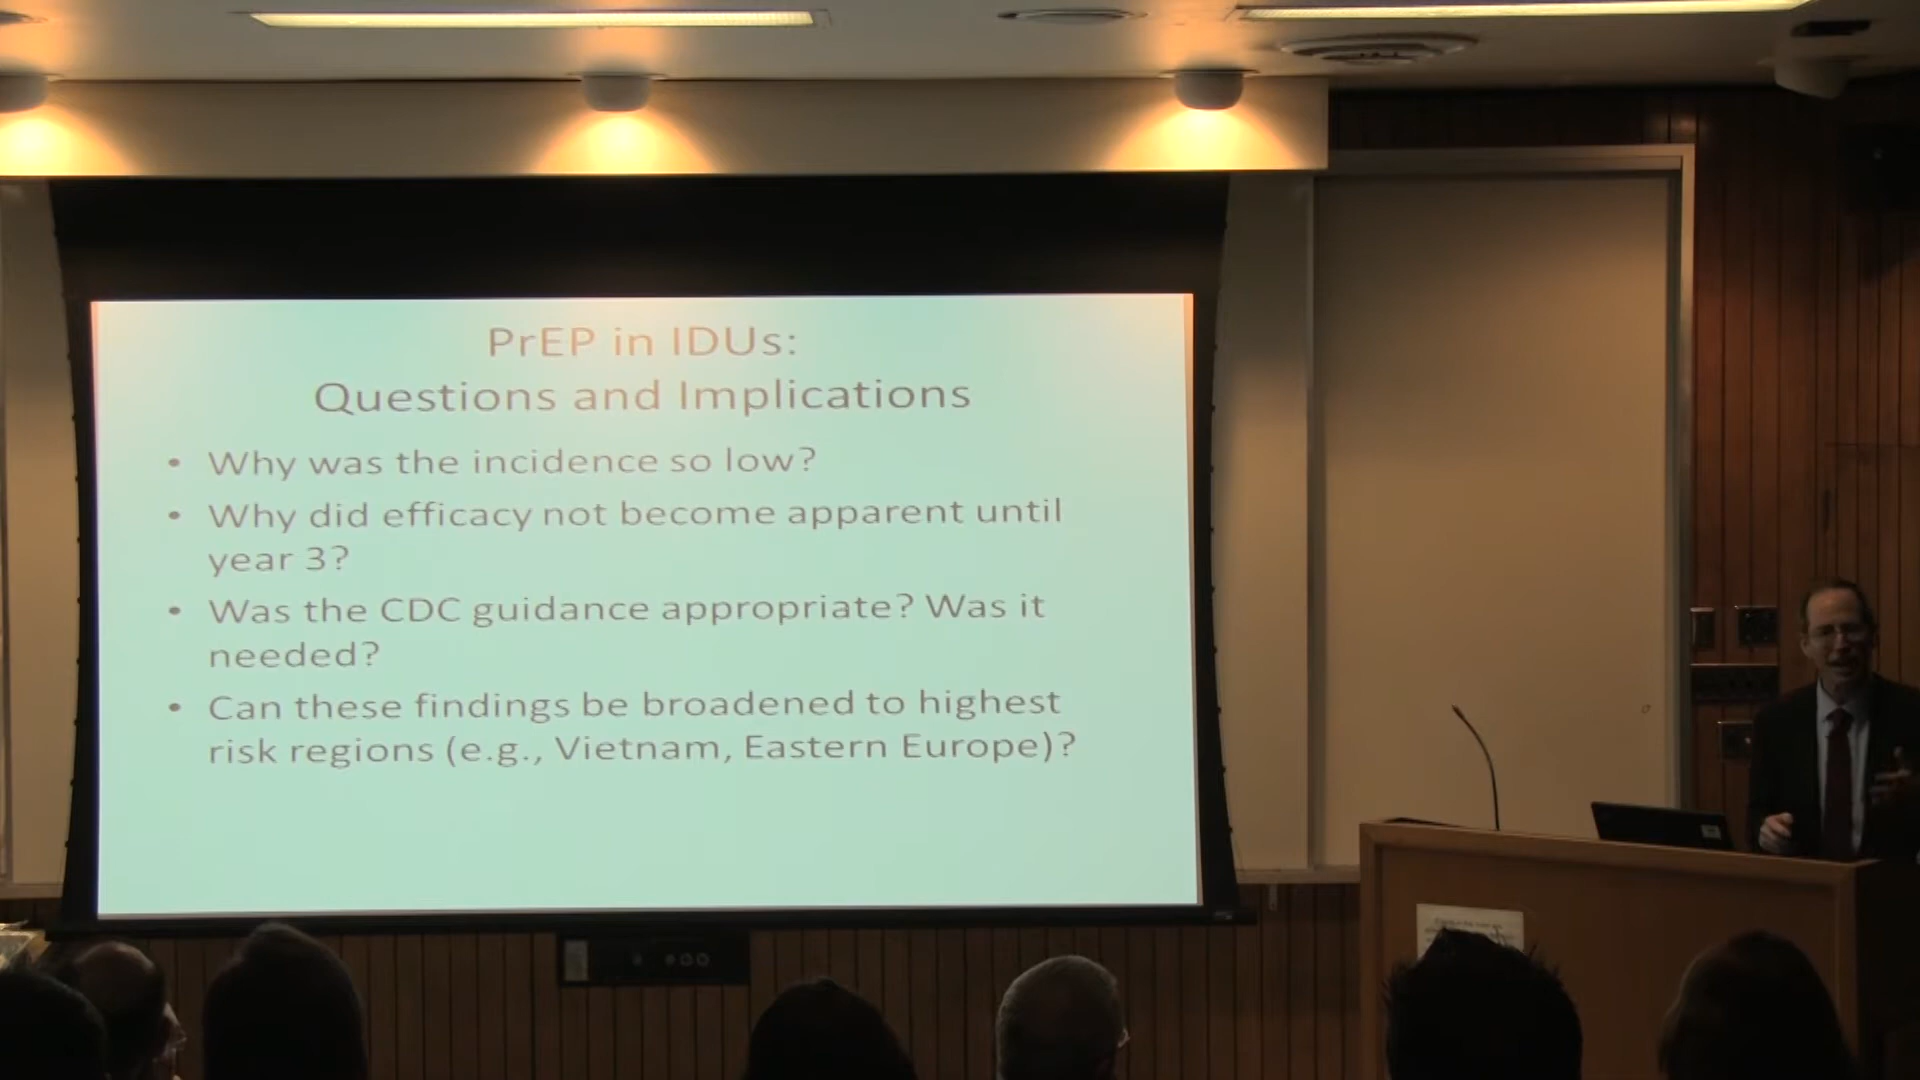 PrEP in IDUs:
Questions and Implications
• Why was the incidence so low?
• Why did efficacy not become apparent until
year 3?
• Was the CDC guidance appropriate? Was it
needed?
• Can these findings be broadened to highest
risk regions (e.g., Vietnam, Eastern Europe)?